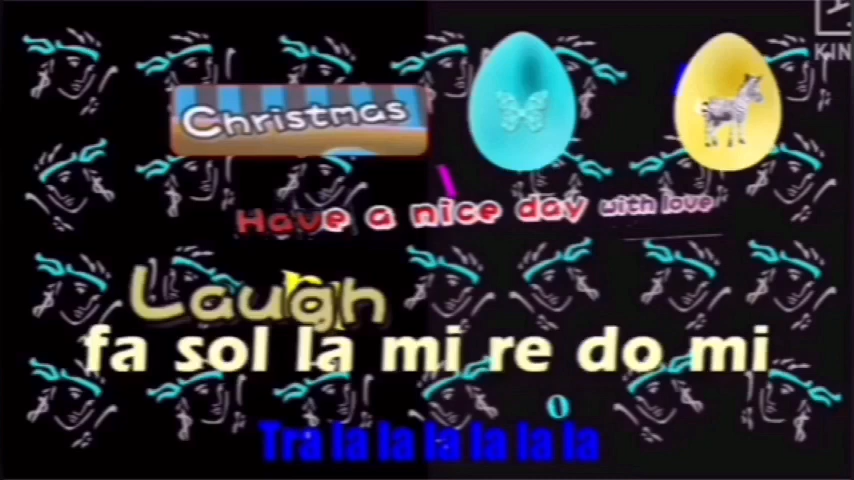 KIN
Christmas
Have a nice day with love
Laugh
fa sol la mi re do mi
Tra la la la la la la